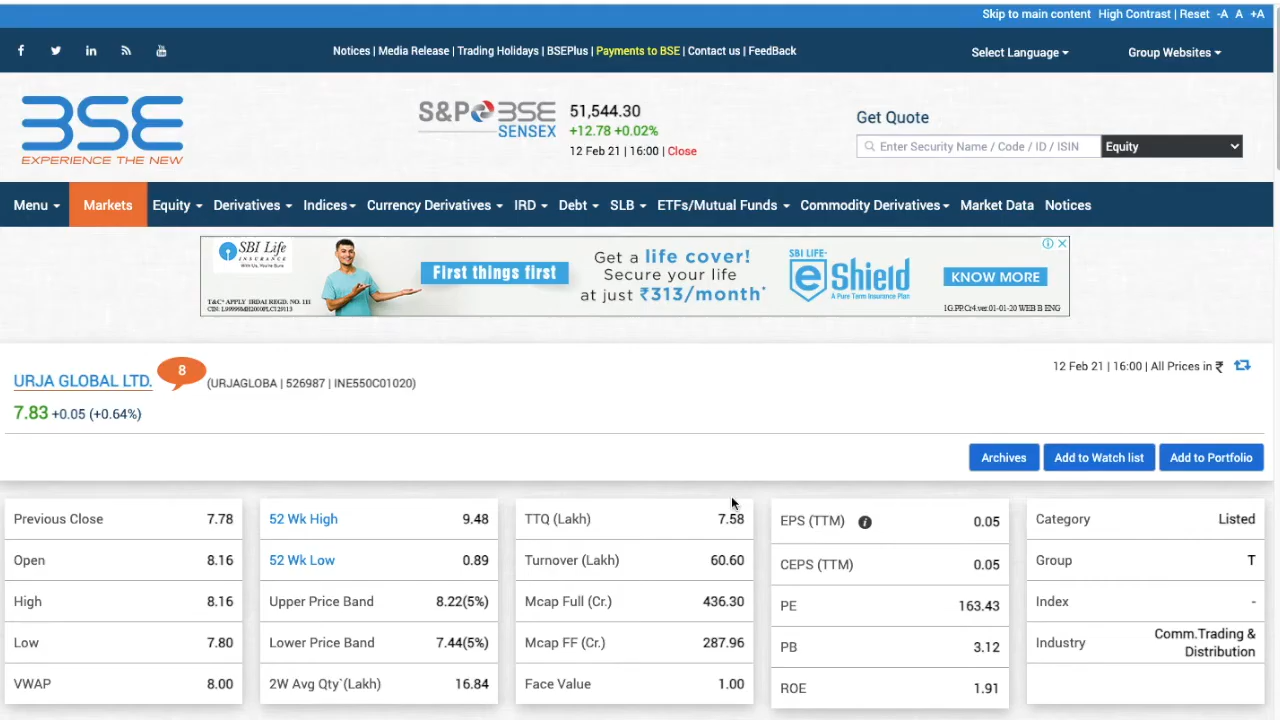 Skip to main content High Contrast | Reset -A A +A
Notices | Media Release | Trading Holidays | BSEPlus | Payments to BSE | Contact us | FeedBack
Select Language
Group Websites
BSE
EXPERIENCE THE NEW
S&P BSE
SENSEX
51,544.30
+12.78 +0.02%
12 Feb 21 | 16:00 | Close
Get Quote
Enter Security Name / Code / ID / ISIN
Equity
Menu Markets Equity Derivatives Indices Currency Derivatives IRD Debt SLB ETFs/Mutual Funds Commodity Derivatives Market Data Notices
SBI Life
INSURANCE
With Us, You're Sure
T&C* APPLY IRDAI REGD. NO. 111
First things first
Get a life cover!
Secure your life
at just ₹313/month*
SBI LIFE-
eShield
A Pure Term Insurance Plan
KNOW MORE
URJA GLOBAL LTD. 8 (URJAGLOBA | 526987 | INE550C01020)
7.83 +0.05 (+0.64%)
12 Feb 21 | 16:00 | All Prices in ₹
Archives
Add to Watch list
Add to Portfolio
Previous Close 7.78
Open 8.16
High 8.16
Low 7.80
VWAP 8.00
52 Wk High 9.48
52 Wk Low 0.89
Upper Price Band 8.22(5%)
Lower Price Band 7.44(5%)
2W Avg Qty`(Lakh) 16.84
TTQ (Lakh) 7.58
Turnover (Lakh) 60.60
Mcap Full (Cr.) 436.30
Mcap FF (Cr.) 287.96
Face Value 1.00
EPS (TTM) 0.05
CEPS (TTM) 0.05
PE 163.43
PB 3.12
ROE 1.91
Category Listed
Group T
Index -
Industry Comm.Trading &
Distribution